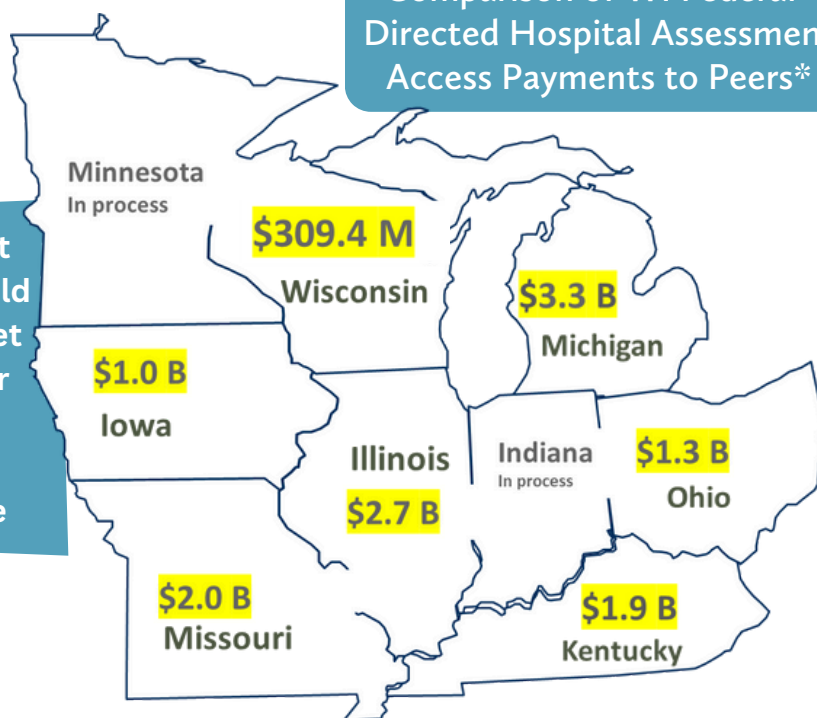 Directed Hospital Assessmen
Access Payments to Peers*
Minnesota
In process
$309.4 M
Wisconsin
$3.3 B
Michigan
$1.0 B
Iowa
Illinois
$2.7 B
Indiana
In process
$1.3 B
Ohio
$2.0 B
Missouri
$1.9 B
Kentucky